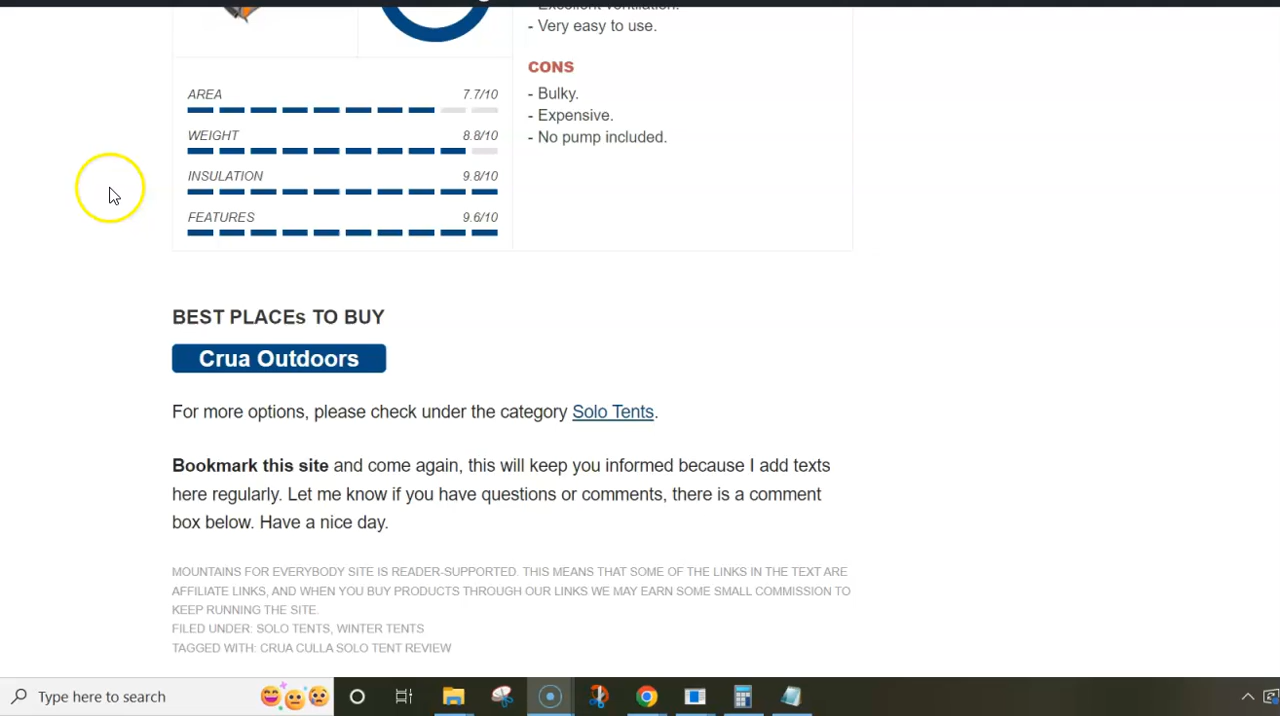 - Excellent ventilation.
- Very easy to use.
CONS
- Bulky.
- Expensive.
- No pump included.
AREA 7.7/10
WEIGHT 8.8/10
INSULATION 9.8/10
FEATURES 9.6/10
BEST PLACEs TO BUY
Crua Outdoors
For more options, please check under the category Solo Tents.
Bookmark this site and come again, this will keep you informed because I add texts
here regularly. Let me know if you have questions or comments, there is a comment
box below. Have a nice day.
MOUNTAINS FOR EVERYBODY SITE IS READER-SUPPORTED. THIS MEANS THAT SOME OF THE LINKS IN THE TEXT ARE
AFFILIATE LINKS, AND WHEN YOU BUY PRODUCTS THROUGH OUR LINKS WE MAY EARN SOME SMALL COMMISSION TO
KEEP RUNNING THE SITE.
FILED UNDER: SOLO TENTS, WINTER TENTS
TAGGED WITH: CRUA CULLA SOLO TENT REVIEW
Type here to search